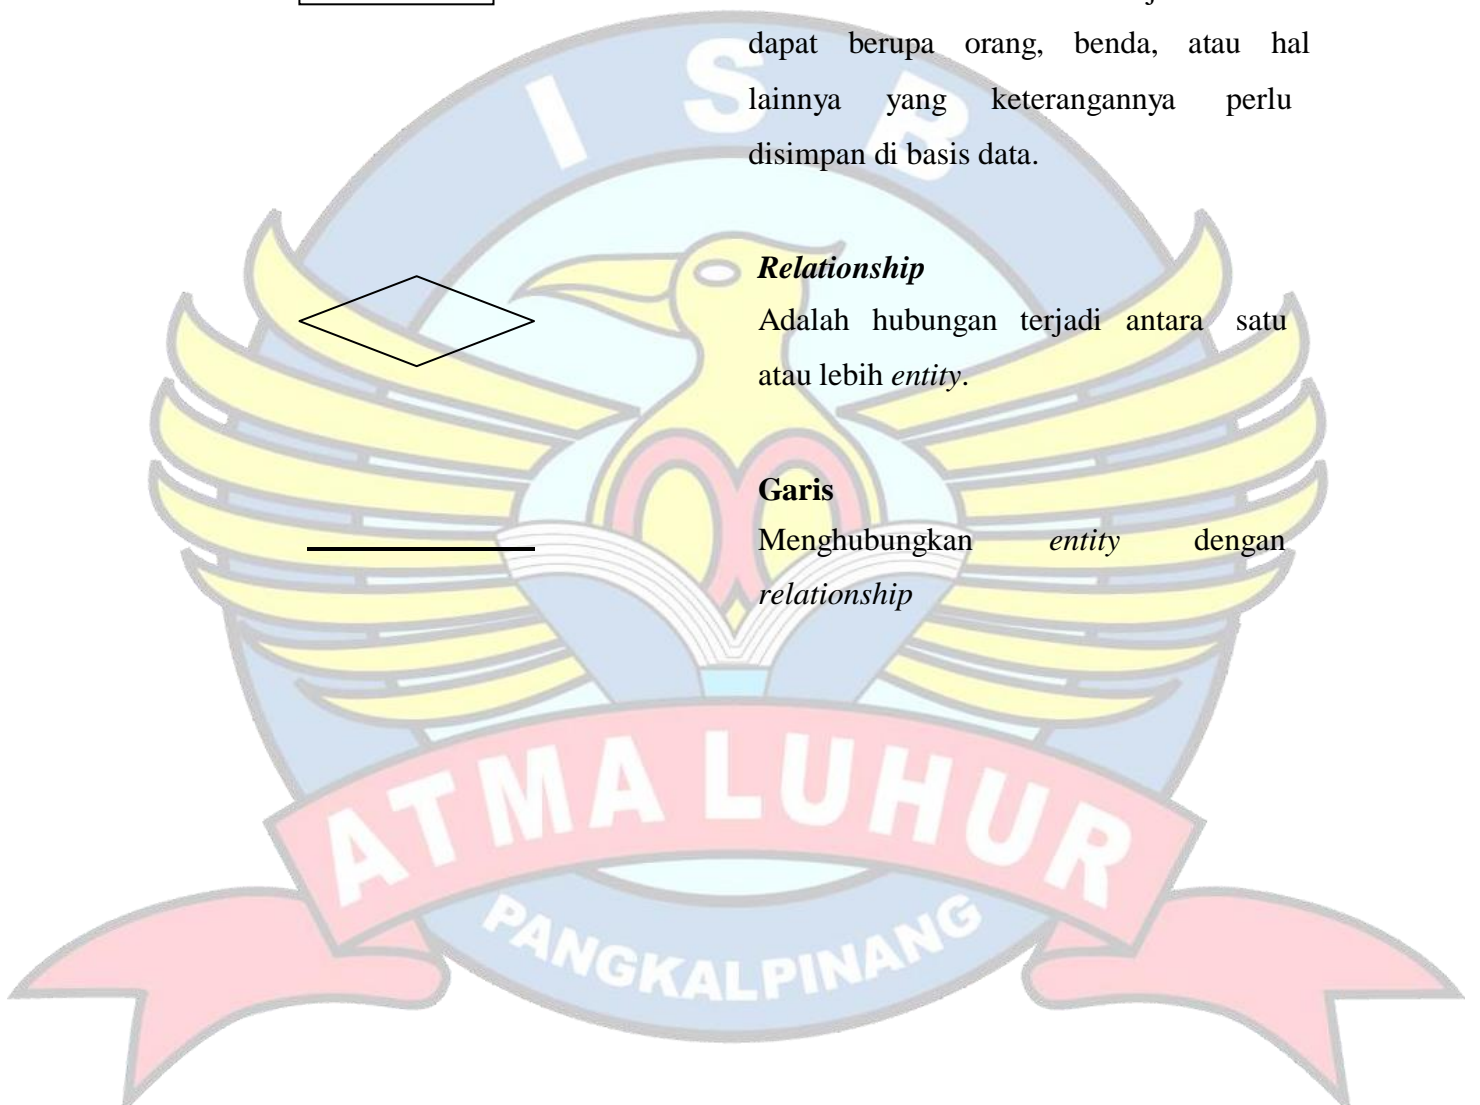 dapat berupa orang, benda, atau hal
lainnya yang keterangannya perlu
disimpan di basis data.
Relationship
Adalah hubungan terjadi antara satu
atau lebih entity.
Garis
Menghubungkan entity dengan
relationship
I S B
ATMA LUHUR
PANGKALPINANG